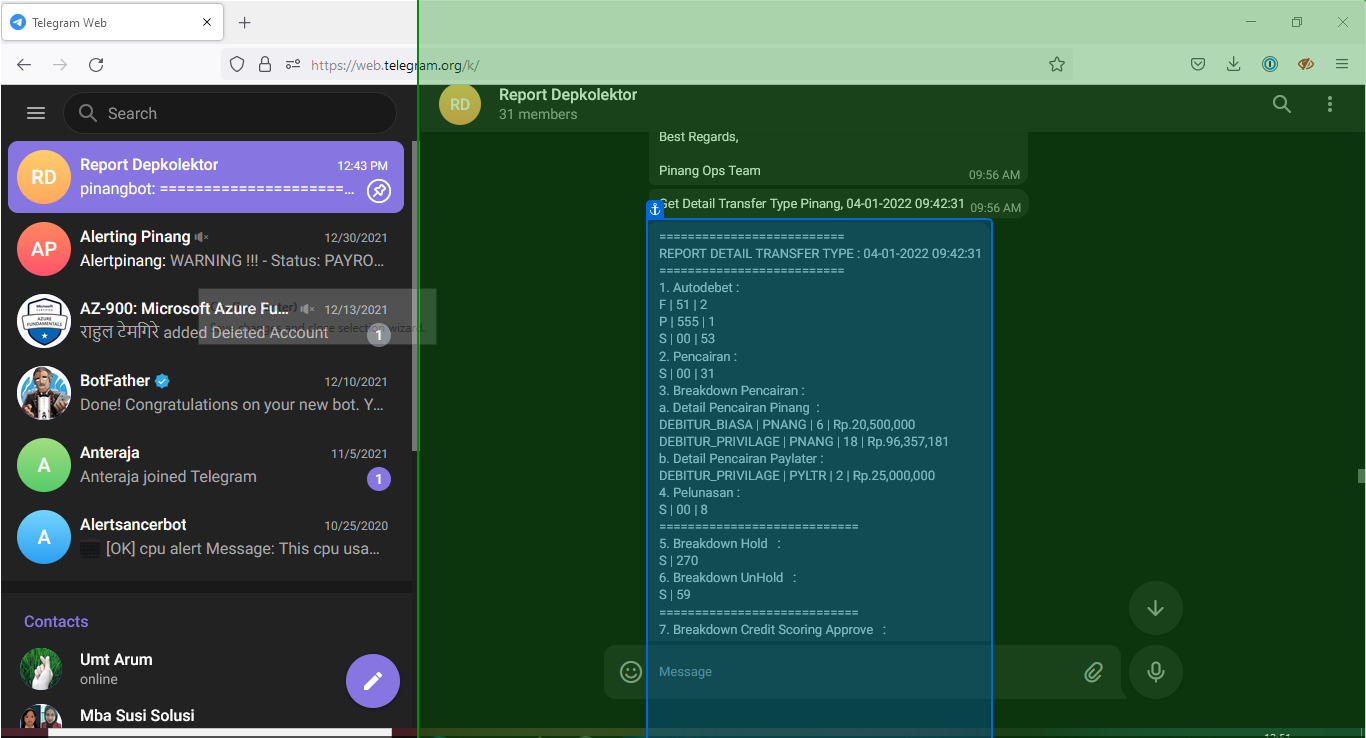 Telegram Web
https://web.telegram.org/k/
Search
Report Depkolektor
12:43 PM
pinangbot: =====================...
Alerting Pinang
12/30/2021
Alertpinang: WARNING !!! - Status: PAYRO...
AZ-900: Microsoft Azure Fu...
12/13/2021
राहुल टेमगिरे added Deleted Account
1
BotFather
12/10/2021
Done! Congratulations on your new bot. Y...
Anteraja
11/5/2021
Anteraja joined Telegram
1
Alertsancerbot
10/25/2020
[OK] cpu alert Message: This cpu usa...
Contacts
Umt Arum
online
Mba Susi Solusi
RD
AP
A
A
RD
Report Depkolektor
31 members
Best Regards,
Pinang Ops Team
09:56 AM
Get Detail Transfer Type Pinang, 04-01-2022 09:42:31
09:56 AM
==========================
REPORT DETAIL TRANSFER TYPE : 04-01-2022 09:42:31
==========================
1. Autodebet :
F | 51 | 2
P | 555 | 1
S | 00 | 53
2. Pencairan :
S | 00 | 31
3. Breakdown Pencairan :
a. Detail Pencairan Pinang :
DEBITUR_BIASA | PNANG | 6 | Rp.20,500,000
DEBITUR_PRIVILAGE | PNANG | 18 | Rp.96,357,181
b. Detail Pencairan Paylater :
DEBITUR_PRIVILAGE | PYLTR | 2 | Rp.25,000,000
4. Pelunasan :
S | 00 | 8
============================
5. Breakdown Hold :
S | 270
6. Breakdown UnHold :
S | 59
============================
7. Breakdown Credit Scoring Approve :
Message